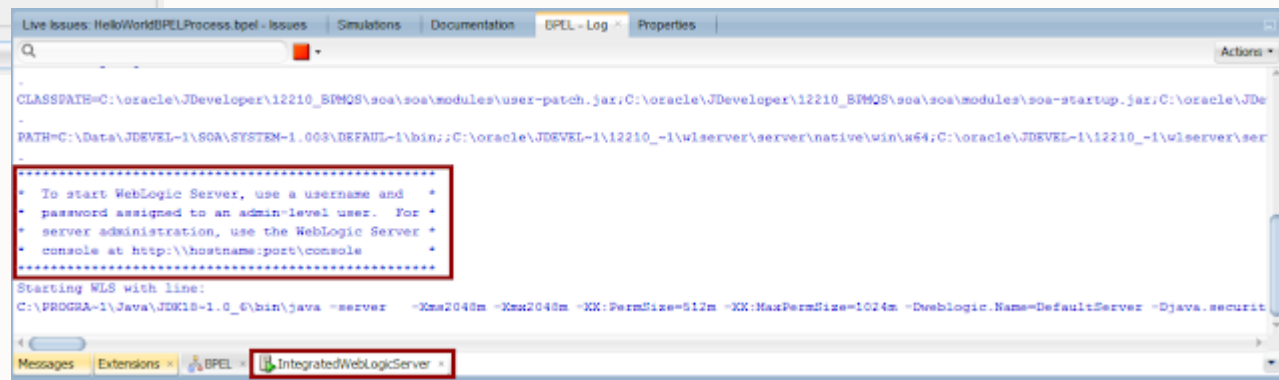 Live Issues: HelloWorldBPELProcess.bpel - Issues Simulations Documentation BPEL - Log × Properties
Actions
CLASSPATH=C:\oracle\JDeveloper\12210_BPMQS\soa\soa\modules\user-patch.jar;C:\oracle\JDeveloper\12210_BPMQS\soa\soa\modules\soa-startup.jar;C:\oracle\JDe
.
PATH=C:\Data\JDEVEL~1\SOA\SYSTEM~1.003\DEFAUL~1\bin;;C:\oracle\JDEVEL~1\12210_~1\wlserver\server\native\win\x64;C:\oracle\JDEVEL~1\12210_~1\wlserver\ser
.
***************************************************
* To start WebLogic Server, use a username and *
* password assigned to an admin-level user. For *
* server administration, use the WebLogic Server *
* console at http:\\hostname:port\console *
***************************************************
Starting WLS with line:
C:\PROGRA~1\Java\JDK18~1.0_6\bin\java -server -Xms2048m -Xmx2048m -XX:PermSize=512m -XX:MaxPermSize=1024m -Dweblogic.Name=DefaultServer -Djava.securit
Messages Extensions × BPEL × IntegratedWebLogicServer ×